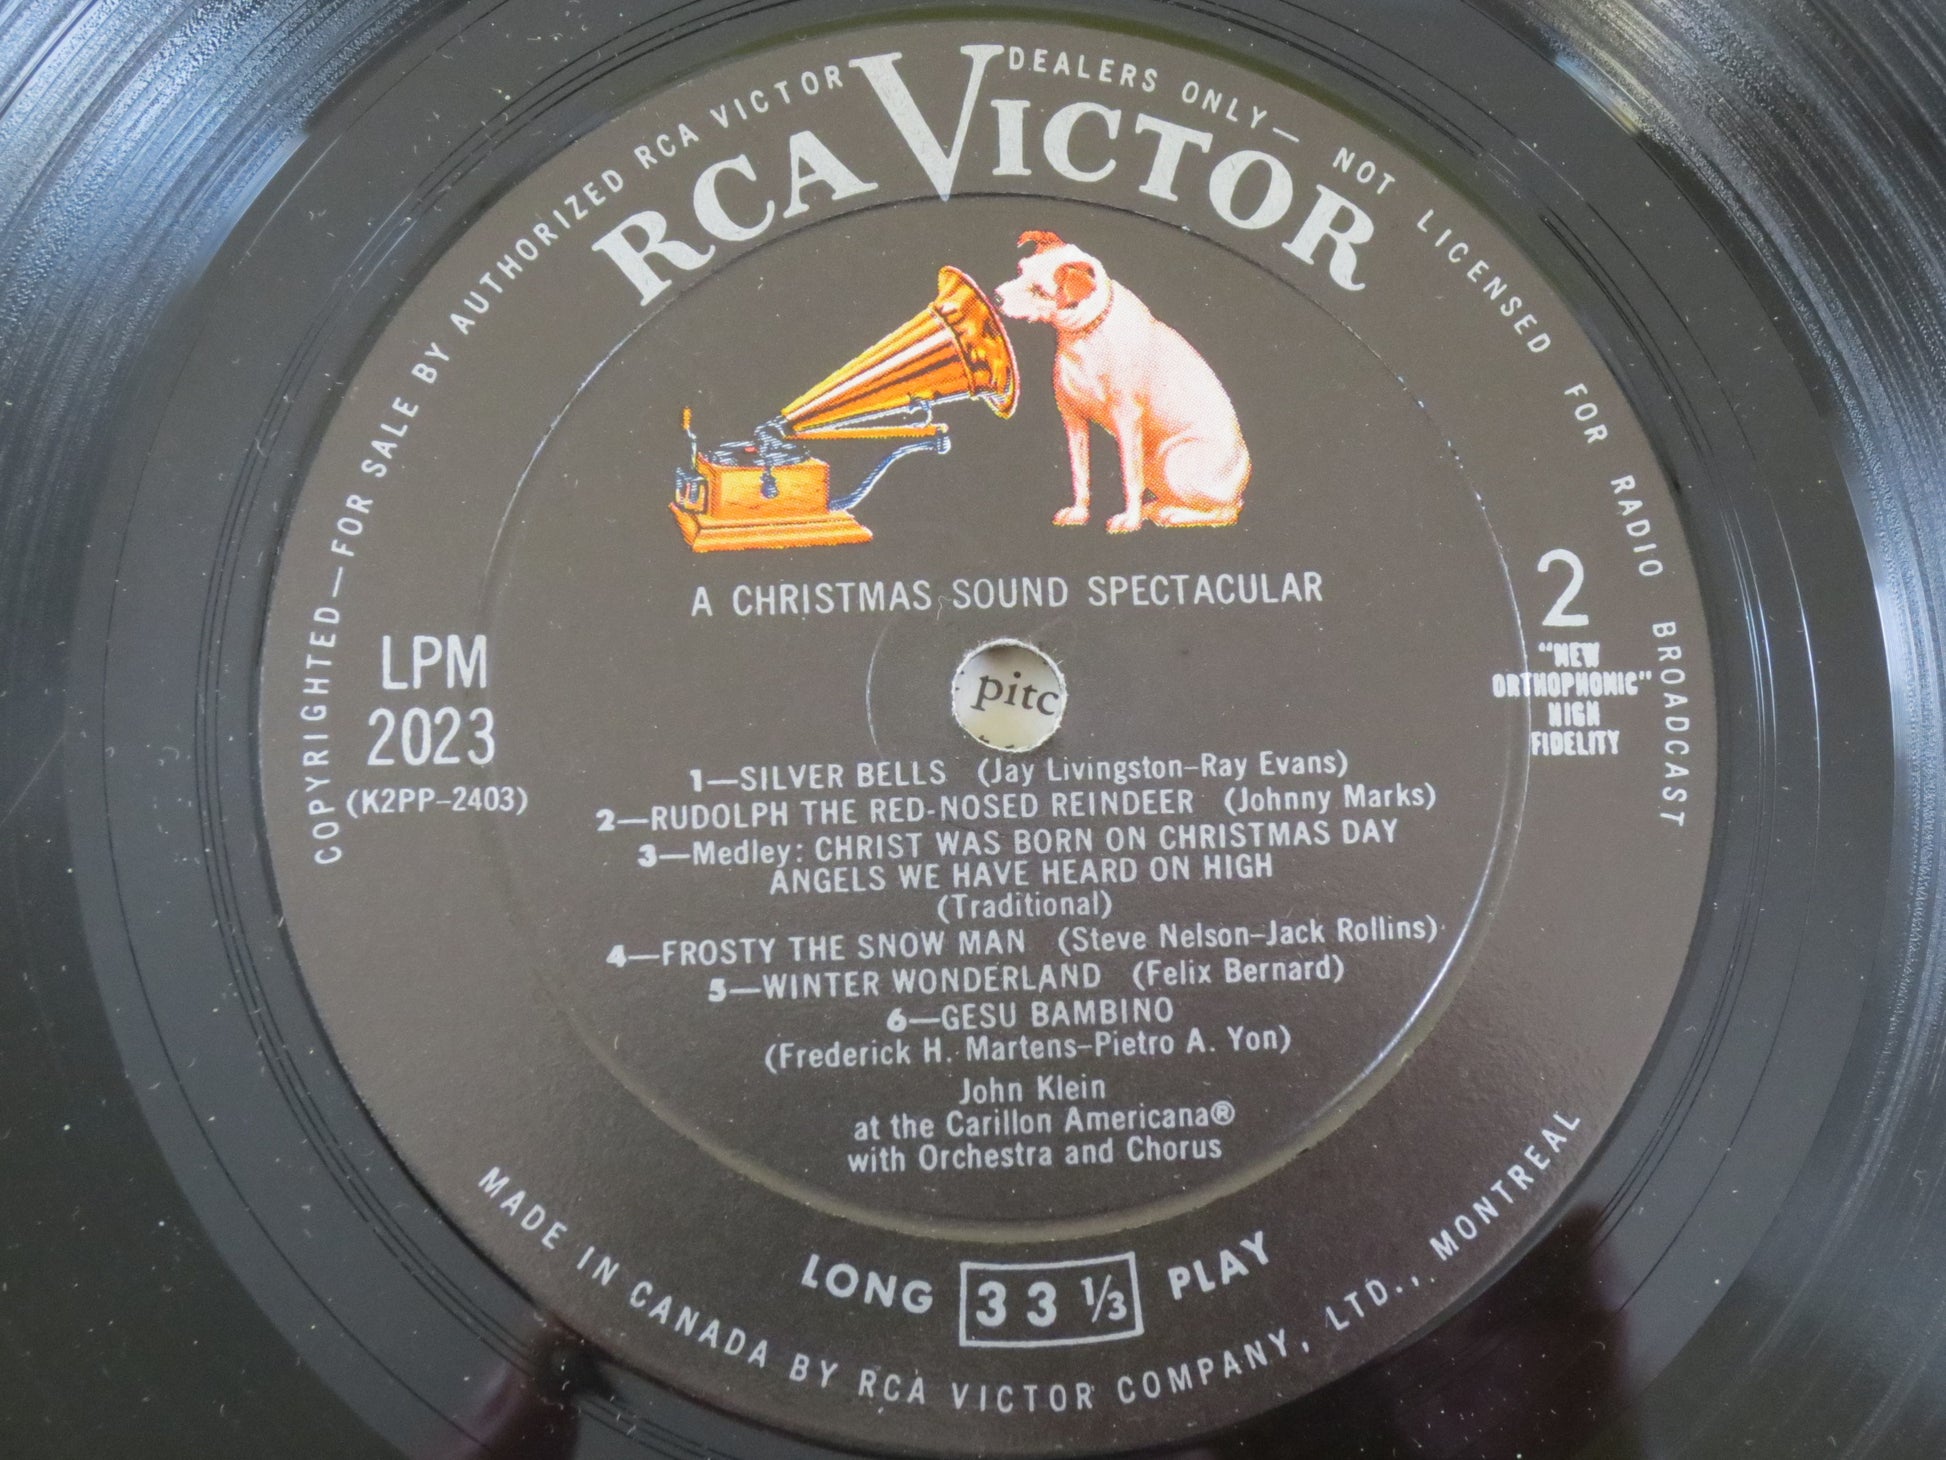 COPYRIGHTED—FOR SALE BY AUTHORIZED RCA VICTOR DEALERS ONLY— NOT LICENSED FOR RADIO BROADCAST
RCA VICTOR
A CHRISTMAS SOUND SPECTACULAR
LPM
2023
(K2PP-2403)
2
"NEW
ORTHOPHONIC"
HIGH
FIDELITY
pitc
1—SILVER BELLS (Jay Livingston-Ray Evans)
2—RUDOLPH THE RED-NOSED REINDEER (Johnny Marks)
3—Medley: CHRIST WAS BORN ON CHRISTMAS DAY
ANGELS WE HAVE HEARD ON HIGH
(Traditional)
4—FROSTY THE SNOW MAN (Steve Nelson-Jack Rollins)
5—WINTER WONDERLAND (Felix Bernard)
6—GESU BAMBINO
(Frederick H. Martens-Pietro A. Yon)
John Klein
at the Carillon Americana®
with Orchestra and Chorus
LONG 33 1/3 PLAY
MADE IN CANADA BY RCA VICTOR COMPANY, LTD., MONTREAL